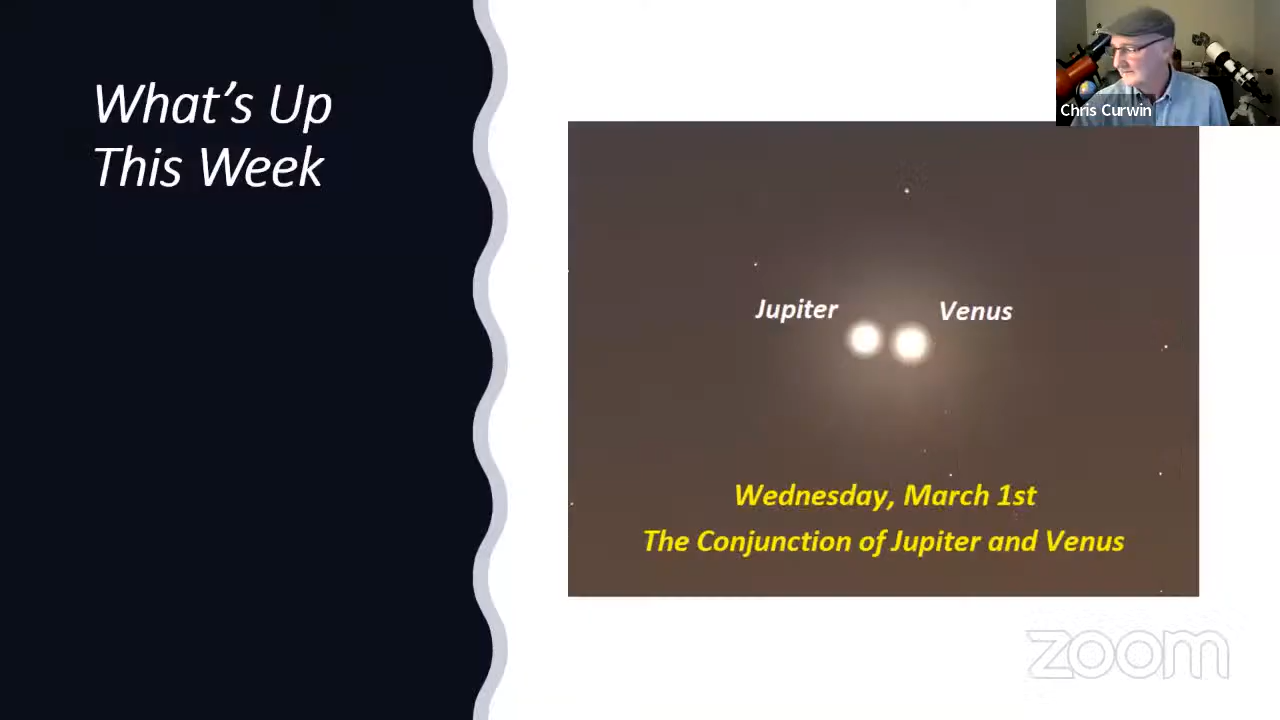 What's Up
This Week
Chris Curwin
Jupiter
Venus
Wednesday, March 1st
The Conjunction of Jupiter and Venus
zoom